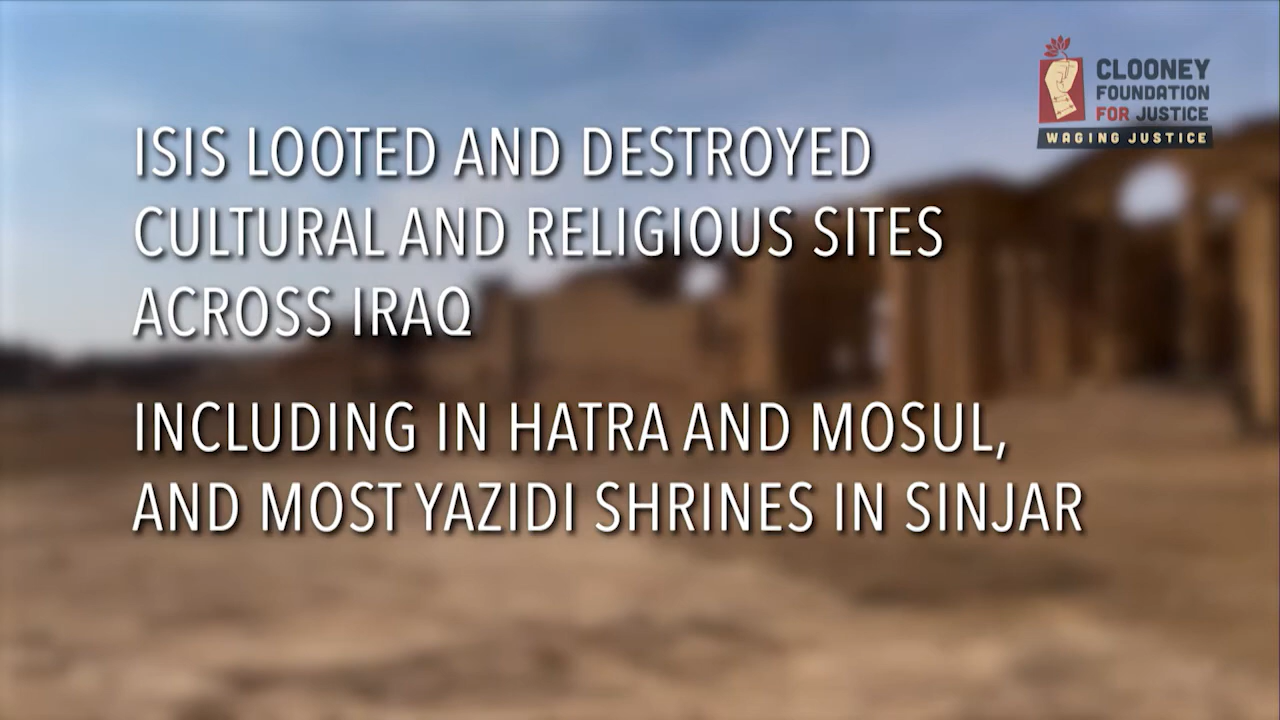 CLOONEY
FOUNDATION
FOR JUSTICE
WAGING JUSTICE
ISIS LOOTED AND DESTROYED
CULTURAL AND RELIGIOUS SITES
ACROSS IRAQ
INCLUDING IN HATRA AND MOSUL,
AND MOST YAZIDI SHRINES IN SINJAR